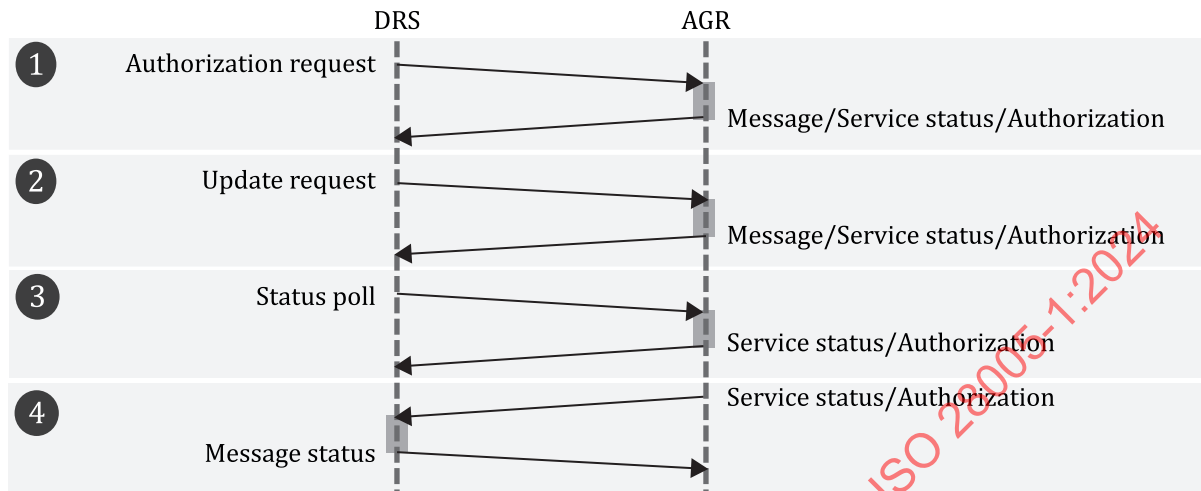 DRS AGR
1 Authorization request
Message/Service status/Authorization
2 Update request
Message/Service status/Authorization
3 Status poll
Service status/Authorization
4 Service status/Authorization
Message status
ISO 28005-1:2024